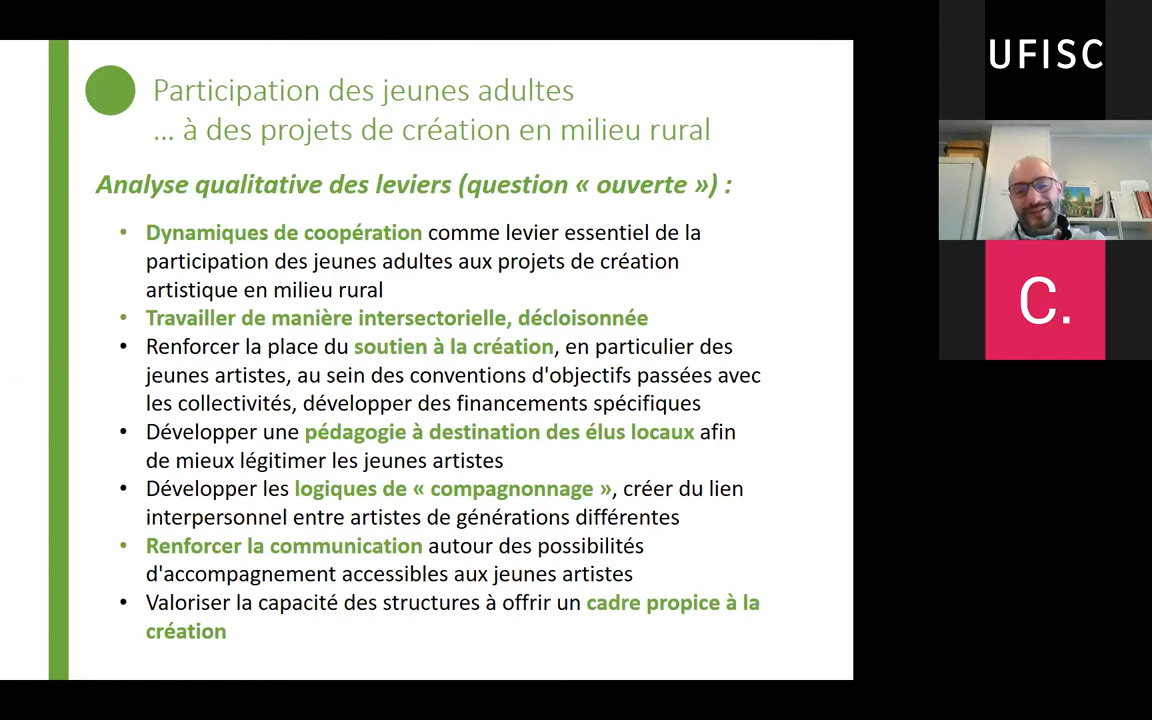 Participation des jeunes adultes
... à des projets de création en milieu rural
Analyse qualitative des leviers (question « ouverte ») :
• Dynamiques de coopération comme levier essentiel de la
participation des jeunes adultes aux projets de création
artistique en milieu rural
• Travailler de manière intersectorielle, décloisonnée
• Renforcer la place du soutien à la création, en particulier des
jeunes artistes, au sein des conventions d'objectifs passées avec
les collectivités, développer des financements spécifiques
• Développer une pédagogie à destination des élus locaux afin
de mieux légitimer les jeunes artistes
• Développer les logiques de « compagnonnage », créer du lien
interpersonnel entre artistes de générations différentes
• Renforcer la communication autour des possibilités
d'accompagnement accessibles aux jeunes artistes
• Valoriser la capacité des structures à offrir un cadre propice à la
création
UFISC
C.